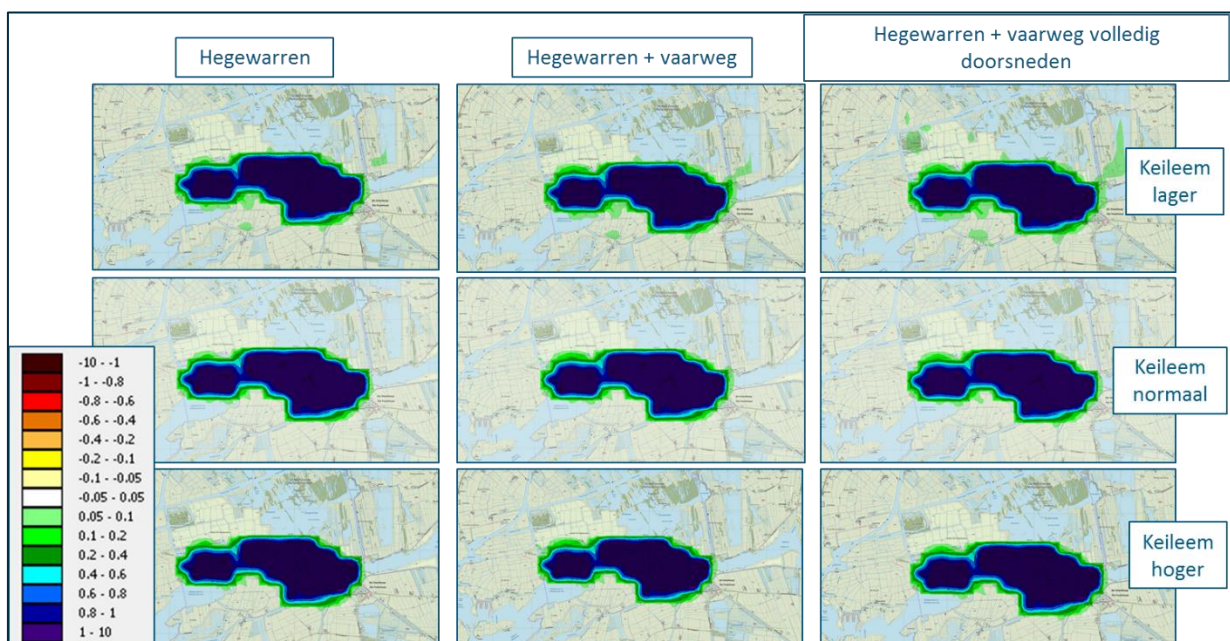 Hegewarren
Hegewarren + vaarweg
Hegewarren + vaarweg volledig
doorsneden
Keileem
lager
Keileem
normaal
Keileem
hoger
-10 - -1
-1 - -0.8
-0.8 - -0.6
-0.6 - -0.4
-0.4 - -0.2
-0.2 - -0.1
-0.1 - -0.05
-0.05 - 0.05
0.05 - 0.1
0.1 - 0.2
0.2 - 0.4
0.4 - 0.6
0.6 - 0.8
0.8 - 1
1 - 10